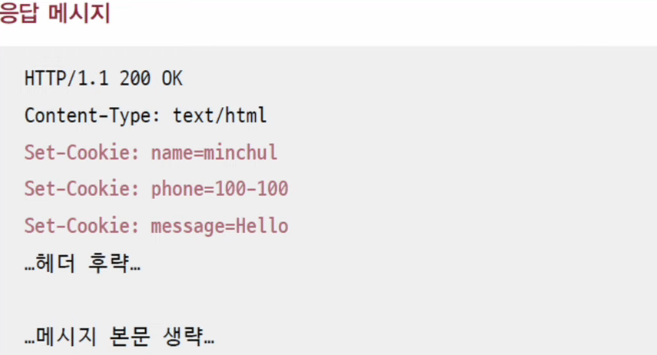 응답 메시지
HTTP/1.1 200 OK
Content-Type: text/html
Set-Cookie: name=minchul
Set-Cookie: phone=100-100
Set-Cookie: message=Hello
…헤더 후략…
…메시지 본문 생략…